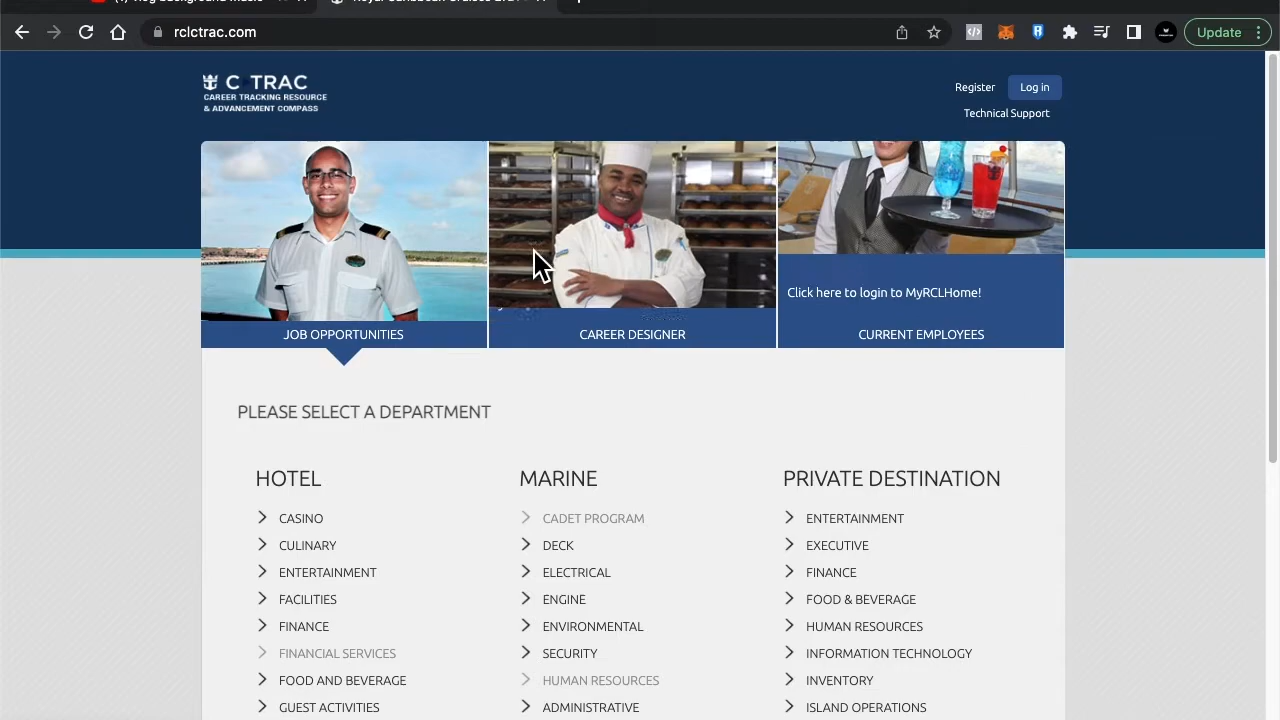 rclctrac.com
Update
C TRAC
CAREER TRACKING RESOURCE
& ADVANCEMENT COMPASS
Register
Log in
Technical Support
Click here to login to MyRCLHome!
JOB OPPORTUNITIES
CAREER DESIGNER
CURRENT EMPLOYEES
PLEASE SELECT A DEPARTMENT
HOTEL
CASINO
CULINARY
ENTERTAINMENT
FACILITIES
FINANCE
FINANCIAL SERVICES
FOOD AND BEVERAGE
GUEST ACTIVITIES
MARINE
CADET PROGRAM
DECK
ELECTRICAL
ENGINE
ENVIRONMENTAL
SECURITY
HUMAN RESOURCES
ADMINISTRATIVE
PRIVATE DESTINATION
ENTERTAINMENT
EXECUTIVE
FINANCE
FOOD & BEVERAGE
HUMAN RESOURCES
INFORMATION TECHNOLOGY
INVENTORY
ISLAND OPERATIONS